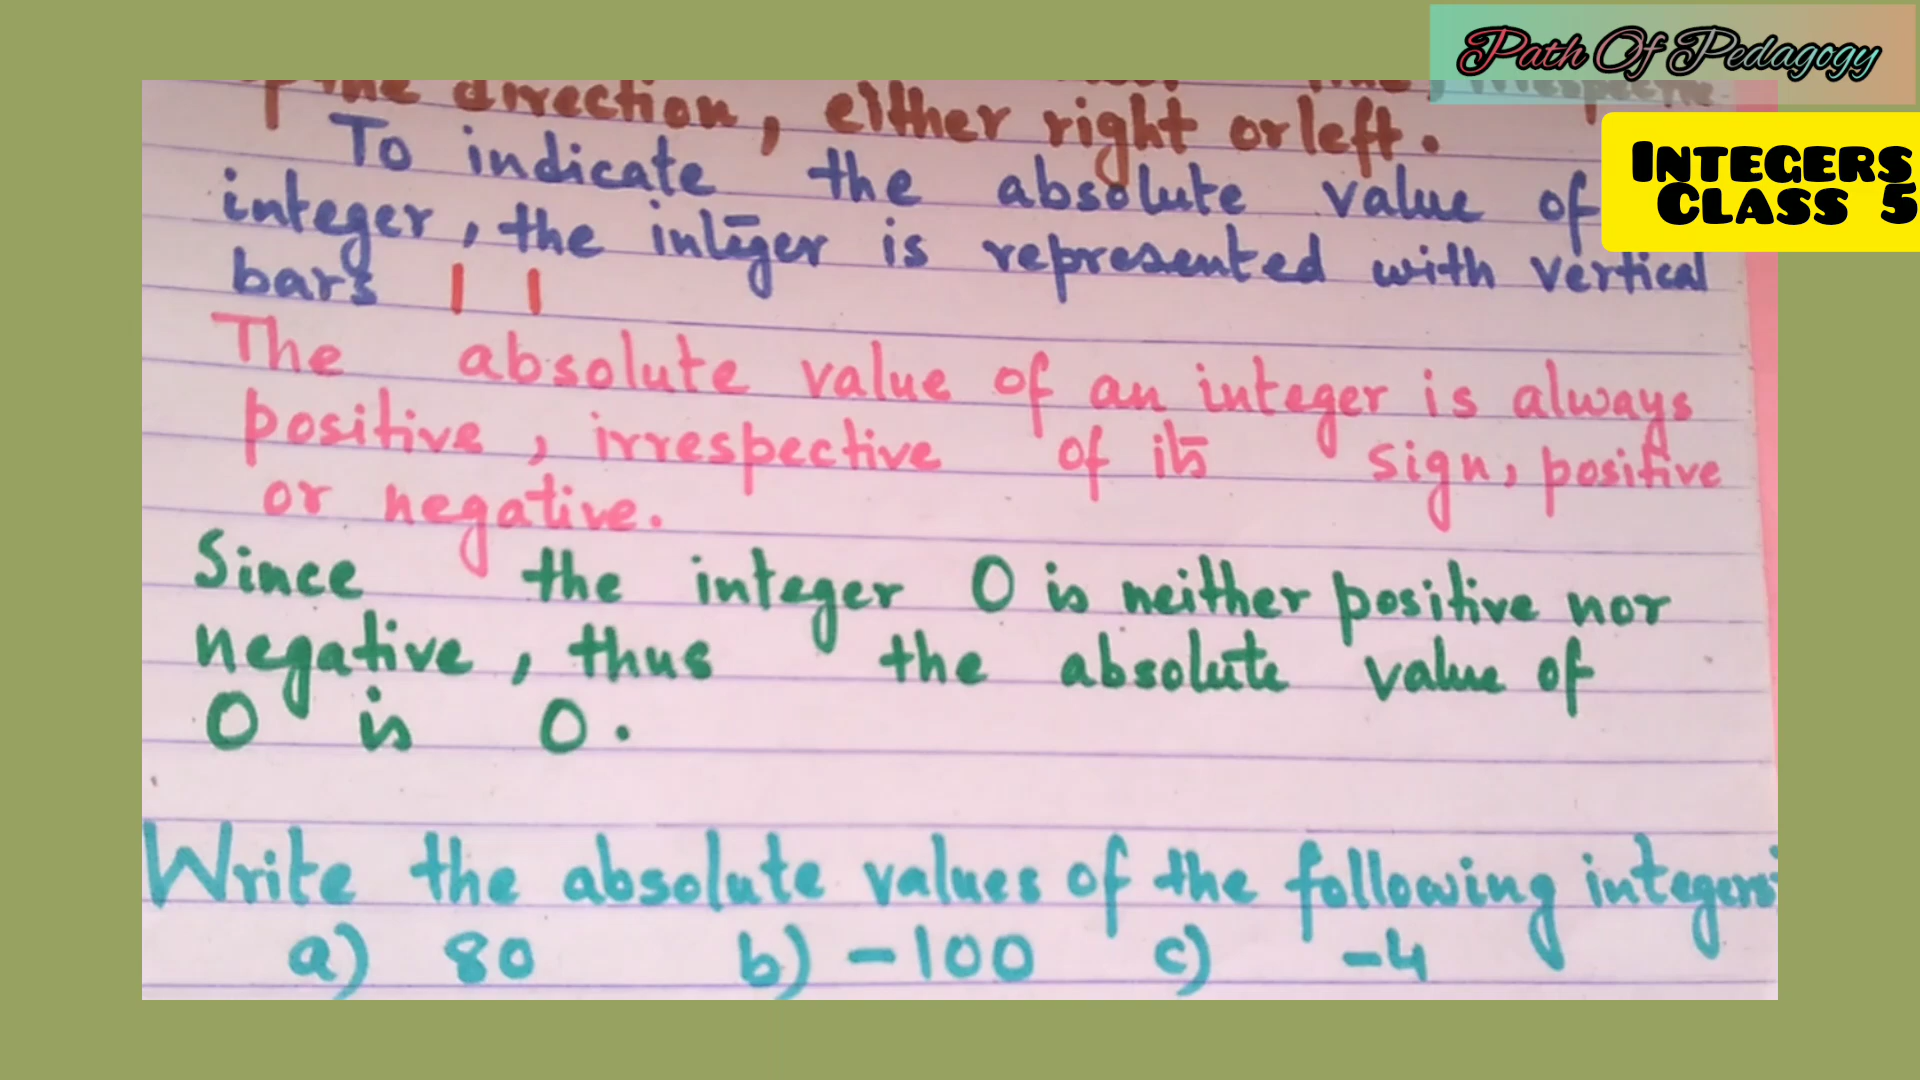 Path Of Pedagogy
INTEGERS
CLASS 5
the direction, either right or left.
To indicate the absolute value of
integer, the integer is represented with vertical
bars | |
The absolute value of an integer is always
positive, irrespective of its sign, positive
or negative.
Since the integer 0 is neither positive nor
negative, thus the absolute value of
0 is 0.
Write the absolute values of the following integers
a) 80 b) -100 c) -4